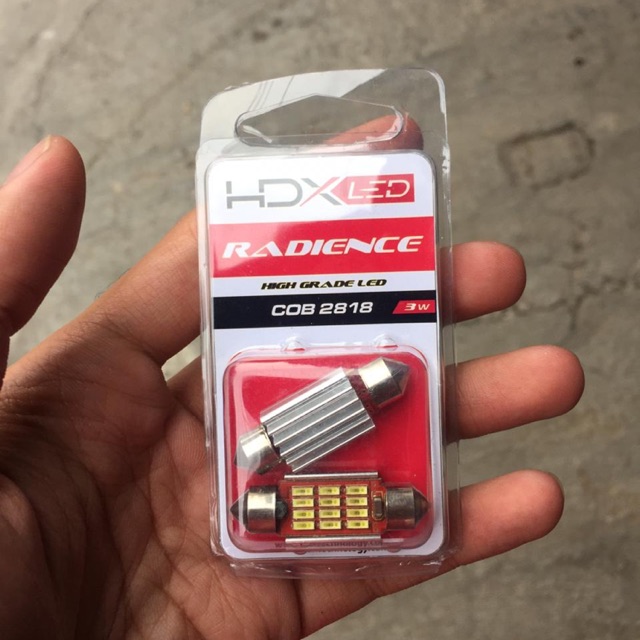 HDXLED
RADIENCE
HIGH GRADE LED
COB 2818 3W